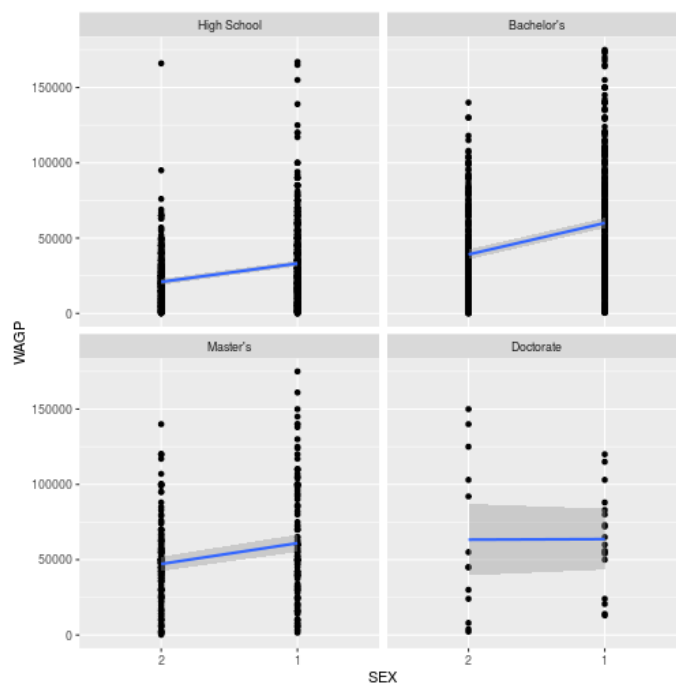 High School
Bachelor's
150000
100000
50000
0
WAGP
Master's
Doctorate
150000
100000
50000
0
2
1
2
1
SEX